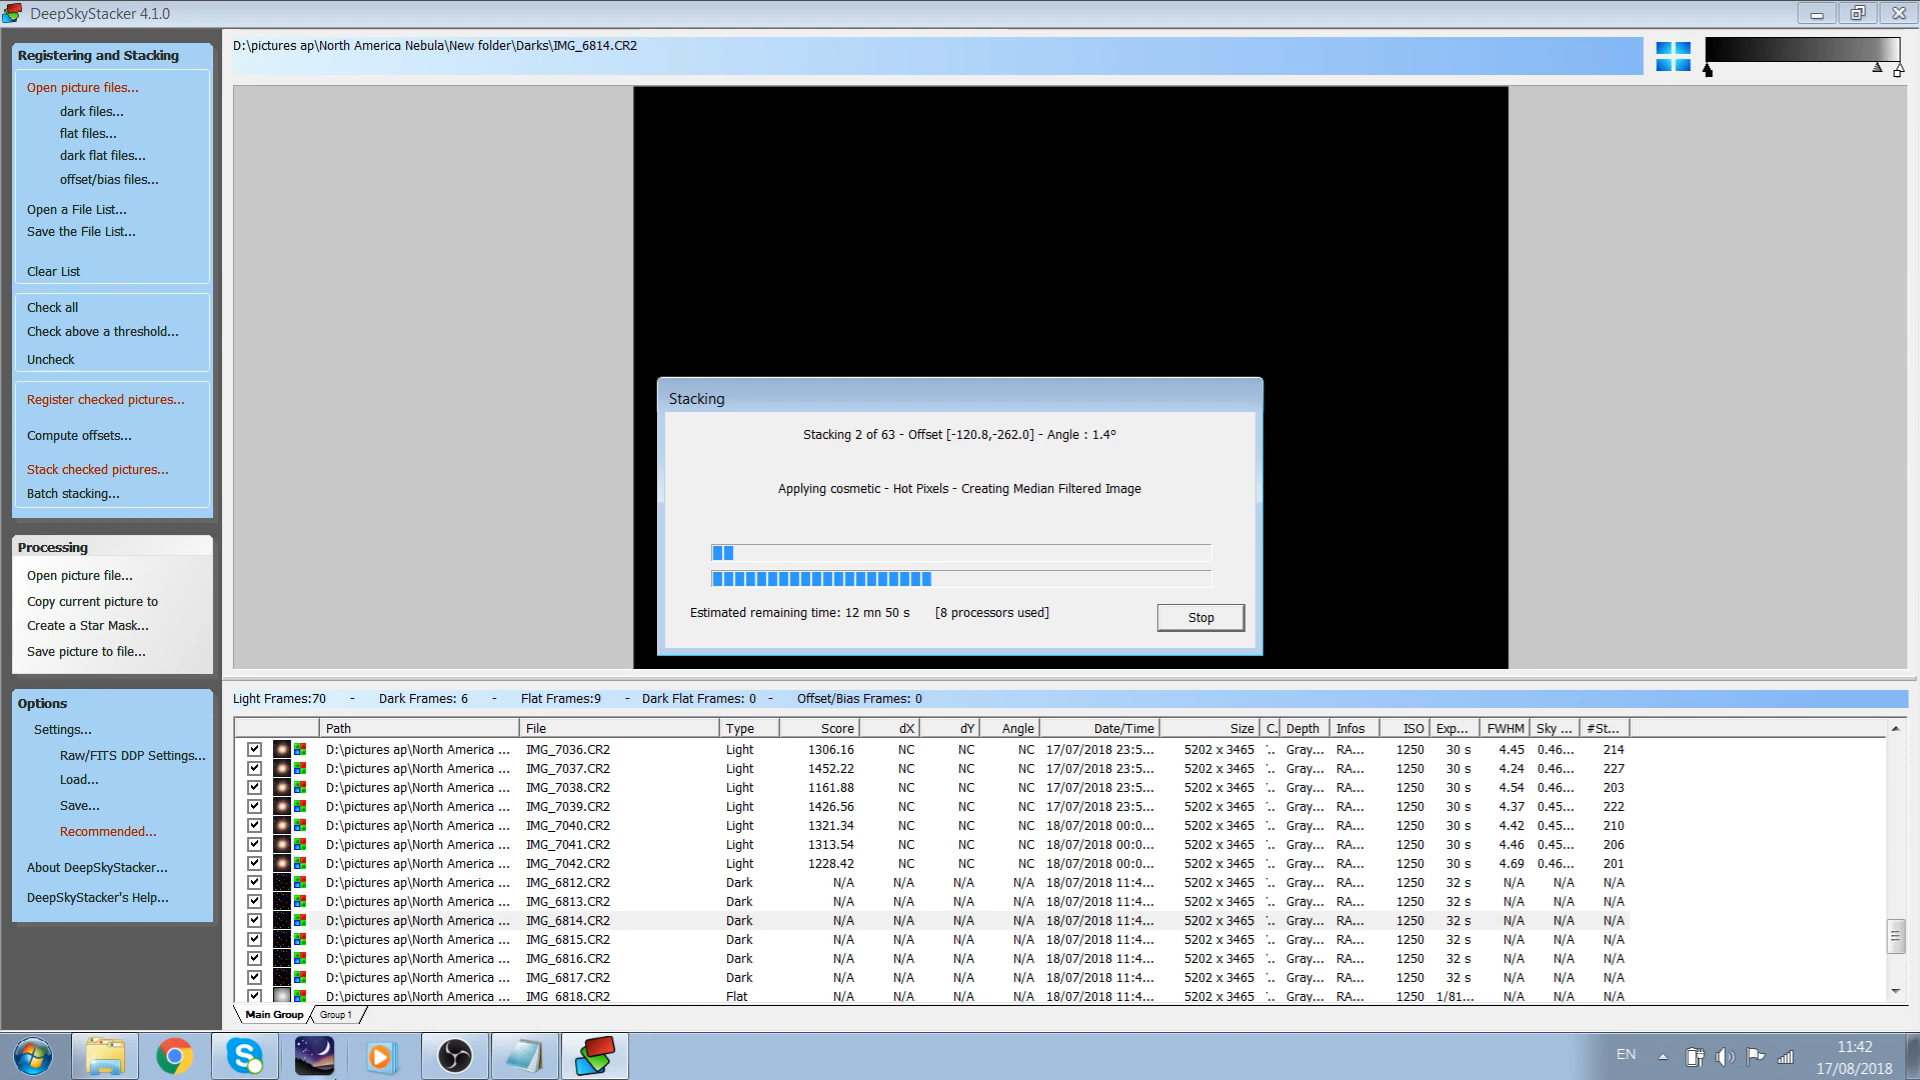 DeepSkyStacker 4.1.0
Registering and Stacking
Open picture files...
dark files...
flat files...
dark flat files...
offset/bias files...
Open a File List...
Save the File List...
Clear List
Check all
Check above a threshold...
Uncheck
Register checked pictures...
Compute offsets...
Stack checked pictures...
Batch stacking...
Processing
Open picture file...
Copy current picture to
Create a Star Mask...
Save picture to file...
Options
Settings...
Raw/FITS DDP Settings...
Load...
Save...
Recommended...
About DeepSkyStacker...
DeepSkyStacker's Help...
D:\pictures ap\North America Nebula\New folder\Darks\IMG_6814.CR2
Stacking
Stacking 2 of 63 - Offset [-120.8,-262.0] - Angle : 1.4º
Applying cosmetic - Hot Pixels - Creating Median Filtered Image
Estimated remaining time: 12 mn 50 s [8 processors used]
Stop
Light Frames:70 - Dark Frames: 6 - Flat Frames:9 - Dark Flat Frames: 0 - Offset/Bias Frames: 0
Path File Type Score dX dY Angle Date/Time Size C. Depth Infos ISO Exp... FWHM Sky ... #St...
D:\pictures ap\North America ... IMG_7036.CR2 Light 1306.16 NC NC NC 17/07/2018 23:5... 5202 x 3465 '.. Gray... RA... 1250 30 s 4.45 0.46... 214
D:\pictures ap\North America ... IMG_7037.CR2 Light 1452.22 NC NC NC 17/07/2018 23:5... 5202 x 3465 '.. Gray... RA... 1250 30 s 4.24 0.46... 227
D:\pictures ap\North America ... IMG_7038.CR2 Light 1161.88 NC NC NC 17/07/2018 23:5... 5202 x 3465 '.. Gray... RA... 1250 30 s 4.54 0.46... 203
D:\pictures ap\North America ... IMG_7039.CR2 Light 1426.56 NC NC NC 17/07/2018 23:5... 5202 x 3465 '.. Gray... RA... 1250 30 s 4.37 0.45... 222
D:\pictures ap\North America ... IMG_7040.CR2 Light 1321.34 NC NC NC 18/07/2018 00:0... 5202 x 3465 '.. Gray... RA... 1250 30 s 4.42 0.45... 210
D:\pictures ap\North America ... IMG_7041.CR2 Light 1313.54 NC NC NC 18/07/2018 00:0... 5202 x 3465 '.. Gray... RA... 1250 30 s 4.46 0.45... 206
D:\pictures ap\North America ... IMG_7042.CR2 Light 1228.42 NC NC NC 18/07/2018 00:0... 5202 x 3465 '.. Gray... RA... 1250 30 s 4.69 0.46... 201
D:\pictures ap\North America ... IMG_6812.CR2 Dark N/A N/A N/A N/A 18/07/2018 11:4... 5202 x 3465 '.. Gray... RA... 1250 32 s N/A N/A N/A
D:\pictures ap\North America ... IMG_6813.CR2 Dark N/A N/A N/A N/A 18/07/2018 11:4... 5202 x 3465 '.. Gray... RA... 1250 32 s N/A N/A N/A
D:\pictures ap\North America ... IMG_6814.CR2 Dark N/A N/A N/A N/A 18/07/2018 11:4... 5202 x 3465 '.. Gray... RA... 1250 32 s N/A N/A N/A
D:\pictures ap\North America ... IMG_6815.CR2 Dark N/A N/A N/A N/A 18/07/2018 11:4... 5202 x 3465 '.. Gray... RA... 1250 32 s N/A N/A N/A
D:\pictures ap\North America ... IMG_6816.CR2 Dark N/A N/A N/A N/A 18/07/2018 11:4... 5202 x 3465 '.. Gray... RA... 1250 32 s N/A N/A N/A
D:\pictures ap\North America ... IMG_6817.CR2 Dark N/A N/A N/A N/A 18/07/2018 11:4... 5202 x 3465 '.. Gray... RA... 1250 32 s N/A N/A N/A
D:\pictures ap\North America ... IMG_6818.CR2 Flat N/A N/A N/A N/A 18/07/2018 11:4... 5202 x 3465 '.. Gray... RA... 1250 1/81... N/A N/A N/A
Main Group Group 1
EN
11:42
17/08/2018